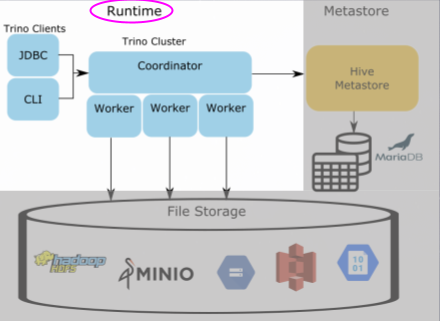 Runtime
Metastore
Trino Clients
Trino Cluster
JDBC
CLI
Coordinator
Worker
Worker
Worker
Hive
Metastore
MariaDB
File Storage
hadoop
HDFS
MINIO
10
01